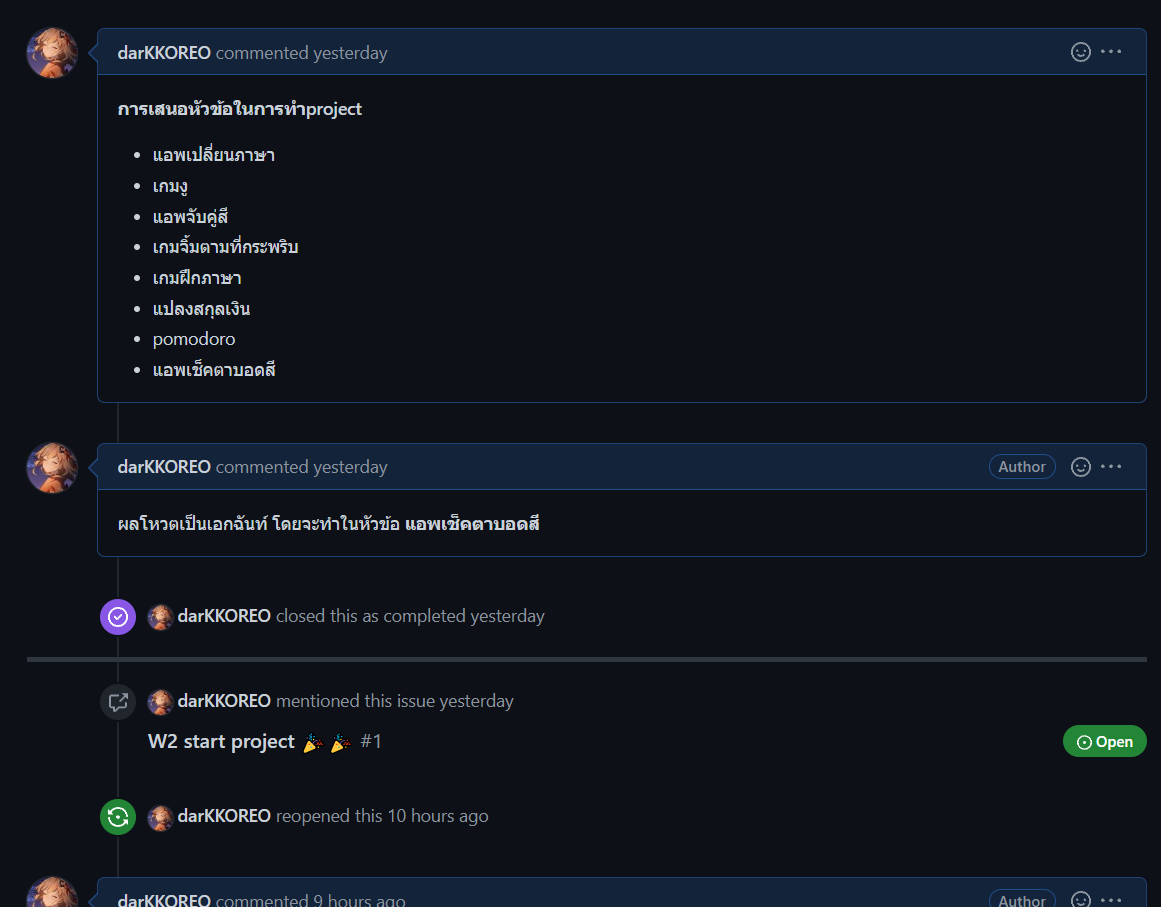 darKKOREO commented yesterday
การเสนอหัวข้อในการทำproject
แอพเปลี่ยนภาษา
เกมงู
แอพจับคู่สี
เกมจิ้มตามที่กระพริบ
เกมฝึกภาษา
แปลงสกุลเงิน
pomodoro
แอพเช็คตาบอดสี
darKKOREO commented yesterday Author
ผลโหวตเป็นเอกฉันท์ โดยจะทำในหัวข้อ แอพเช็คตาบอดสี
darKKOREO closed this as completed yesterday
darKKOREO mentioned this issue yesterday
W2 start project 🎉 🎉 #1 Open
darKKOREO reopened this 10 hours ago
darKKOREO commented 9 hours ago Author